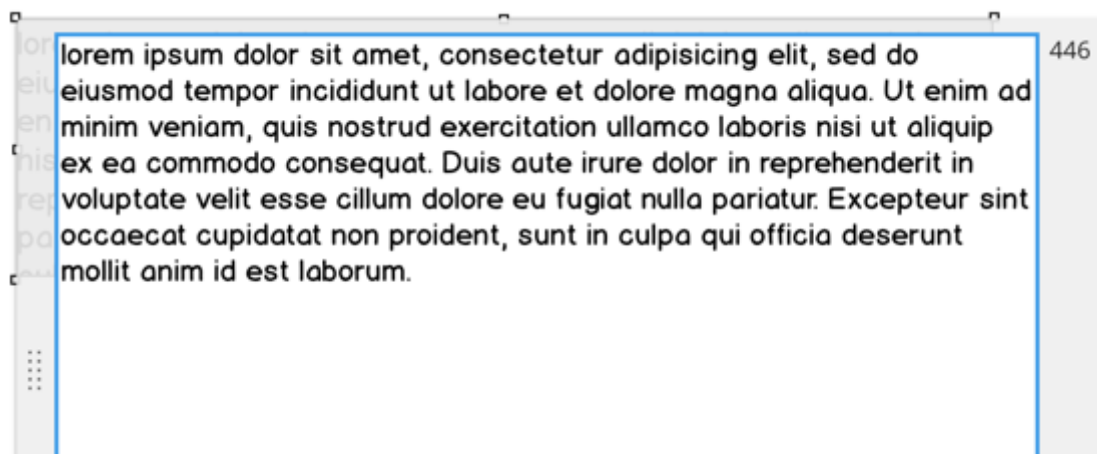 lorem ipsum dolor sit amet, consectetur adipisicing elit, sed do
eiusmod tempor incididunt ut labore et dolore magna aliqua. Ut enim ad
minim veniam, quis nostrud exercitation ullamco laboris nisi ut aliquip
ex ea commodo consequat. Duis aute irure dolor in reprehenderit in
voluptate velit esse cillum dolore eu fugiat nulla pariatur. Excepteur sint
occaecat cupidatat non proident, sunt in culpa qui officia deserunt
mollit anim id est laborum.
446